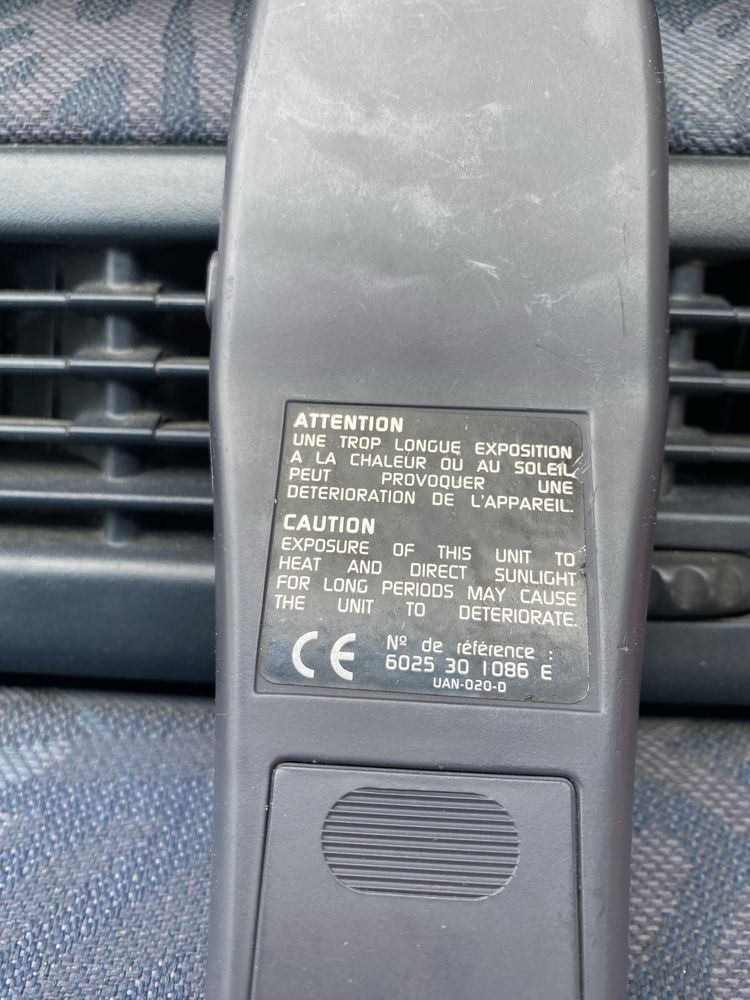 ATTENTION
UNE TROP LONGUE EXPOSITION
A LA CHALEUR OÙ AU SOLEIL
PEUT PROVOQUER UNE
DETERIORATION DE L'APPAREIL.
CAUTION
EXPOSURE OF THIS UNIT TO
HEAT AND DIRECT SUNLIGHT
FOR LONG PERIODS MAY CAUSE
THE UNIT TO DETERIORATE.
CE Nº de référence :
6025 30 1086 E
UAN-020-D